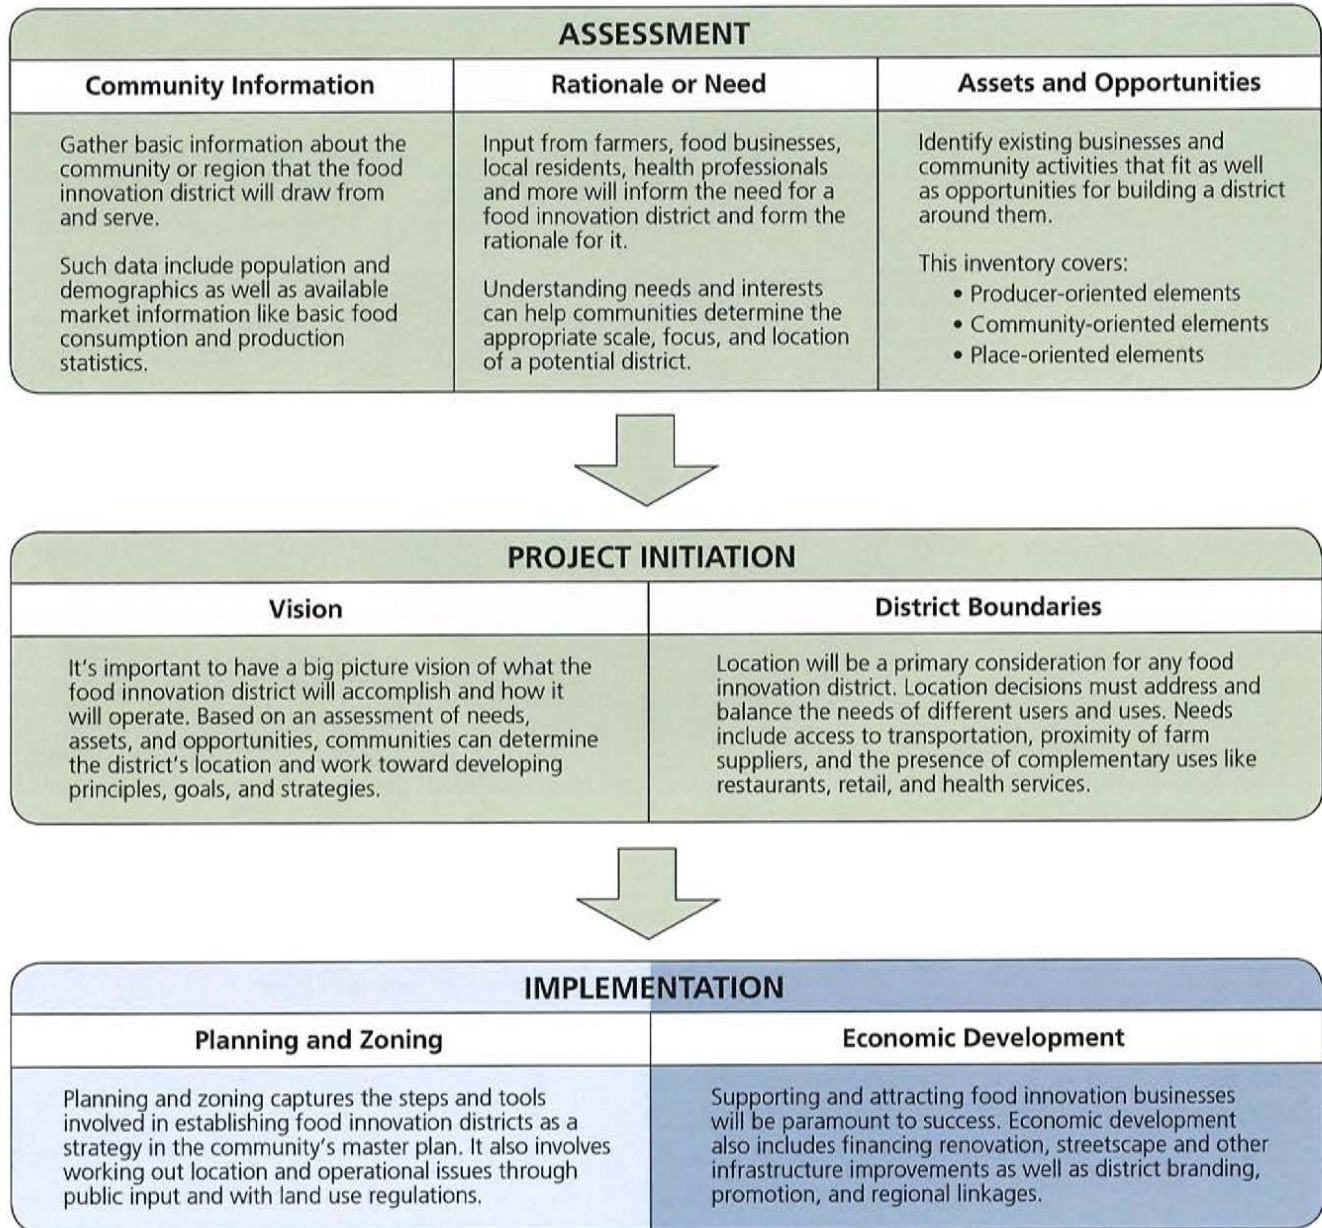 ASSESSMENT
Community Information
Gather basic information about the
community or region that the food
innovation district will draw from
and serve.
Such data include population and
demographics as well as available
market information like basic food
consumption and production
statistics.
Rationale or Need
Input from farmers, food businesses,
local residents, health professionals
and more will inform the need for a
food innovation district and form the
rationale for it.
Understanding needs and interests
can help communities determine the
appropriate scale, focus, and location
of a potential district.
Assets and Opportunities
Identify existing businesses and
community activities that fit as well
as opportunities for building a district
around them.
This inventory covers:
• Producer-oriented elements
• Community-oriented elements
• Place-oriented elements
PROJECT INITIATION
Vision
It's important to have a big picture vision of what the
food innovation district will accomplish and how it
will operate. Based on an assessment of needs,
assets, and opportunities, communities can determine
the district's location and work toward developing
principles, goals, and strategies.
District Boundaries
Location will be a primary consideration for any food
innovation district. Location decisions must address and
balance the needs of different users and uses. Needs
include access to transportation, proximity of farm
suppliers, and the presence of complementary uses like
restaurants, retail, and health services.
IMPLEMENTATION
Planning and Zoning
Planning and zoning captures the steps and tools
involved in establishing food innovation districts as a
strategy in the community's master plan. It also involves
working out location and operational issues through
public input and with land use regulations.
Economic Development
Supporting and attracting food innovation businesses
will be paramount to success. Economic development
also includes financing renovation, streetscape and other
infrastructure improvements as well as district branding,
promotion, and regional linkages.